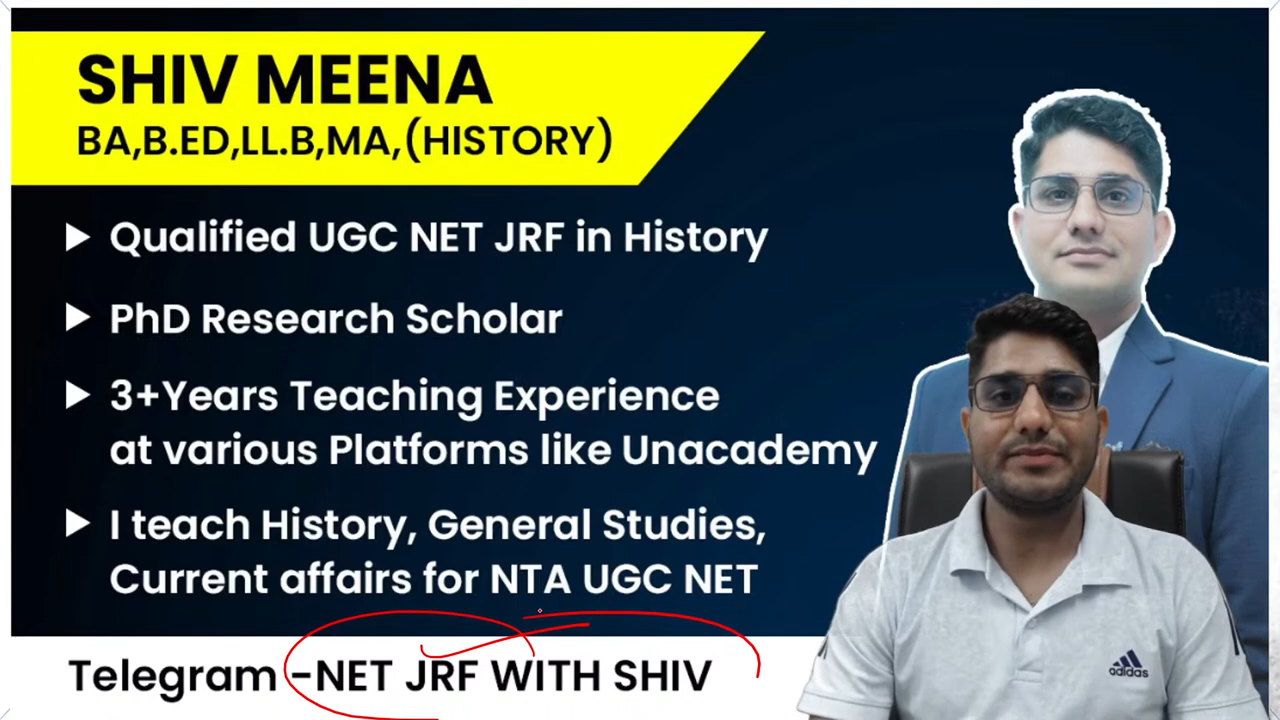 SHIV MEENA
BA,B.ED,LL.B,MA,(HISTORY)
Qualified UGC NET JRF in History
PhD Research Scholar
3+Years Teaching Experience
at various Platforms like Unacademy
I teach History, General Studies,
Current affairs for NTA UGC NET
Telegram -NET JRF WITH SHIV
adidas